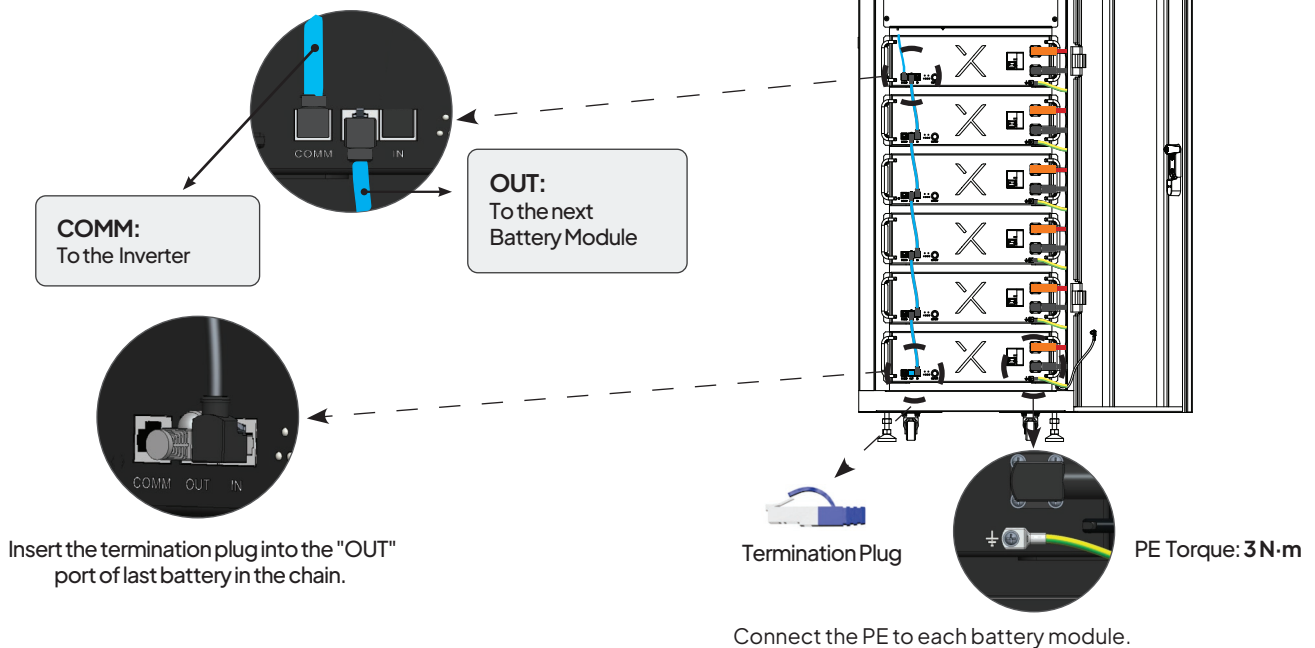 COMM
IN
COMM:
To the Inverter
OUT:
To the next
Battery Module
COMM OUT IN
Insert the termination plug into the "OUT"
port of last battery in the chain.
Termination Plug
PE Torque: 3 N·m
Connect the PE to each battery module.